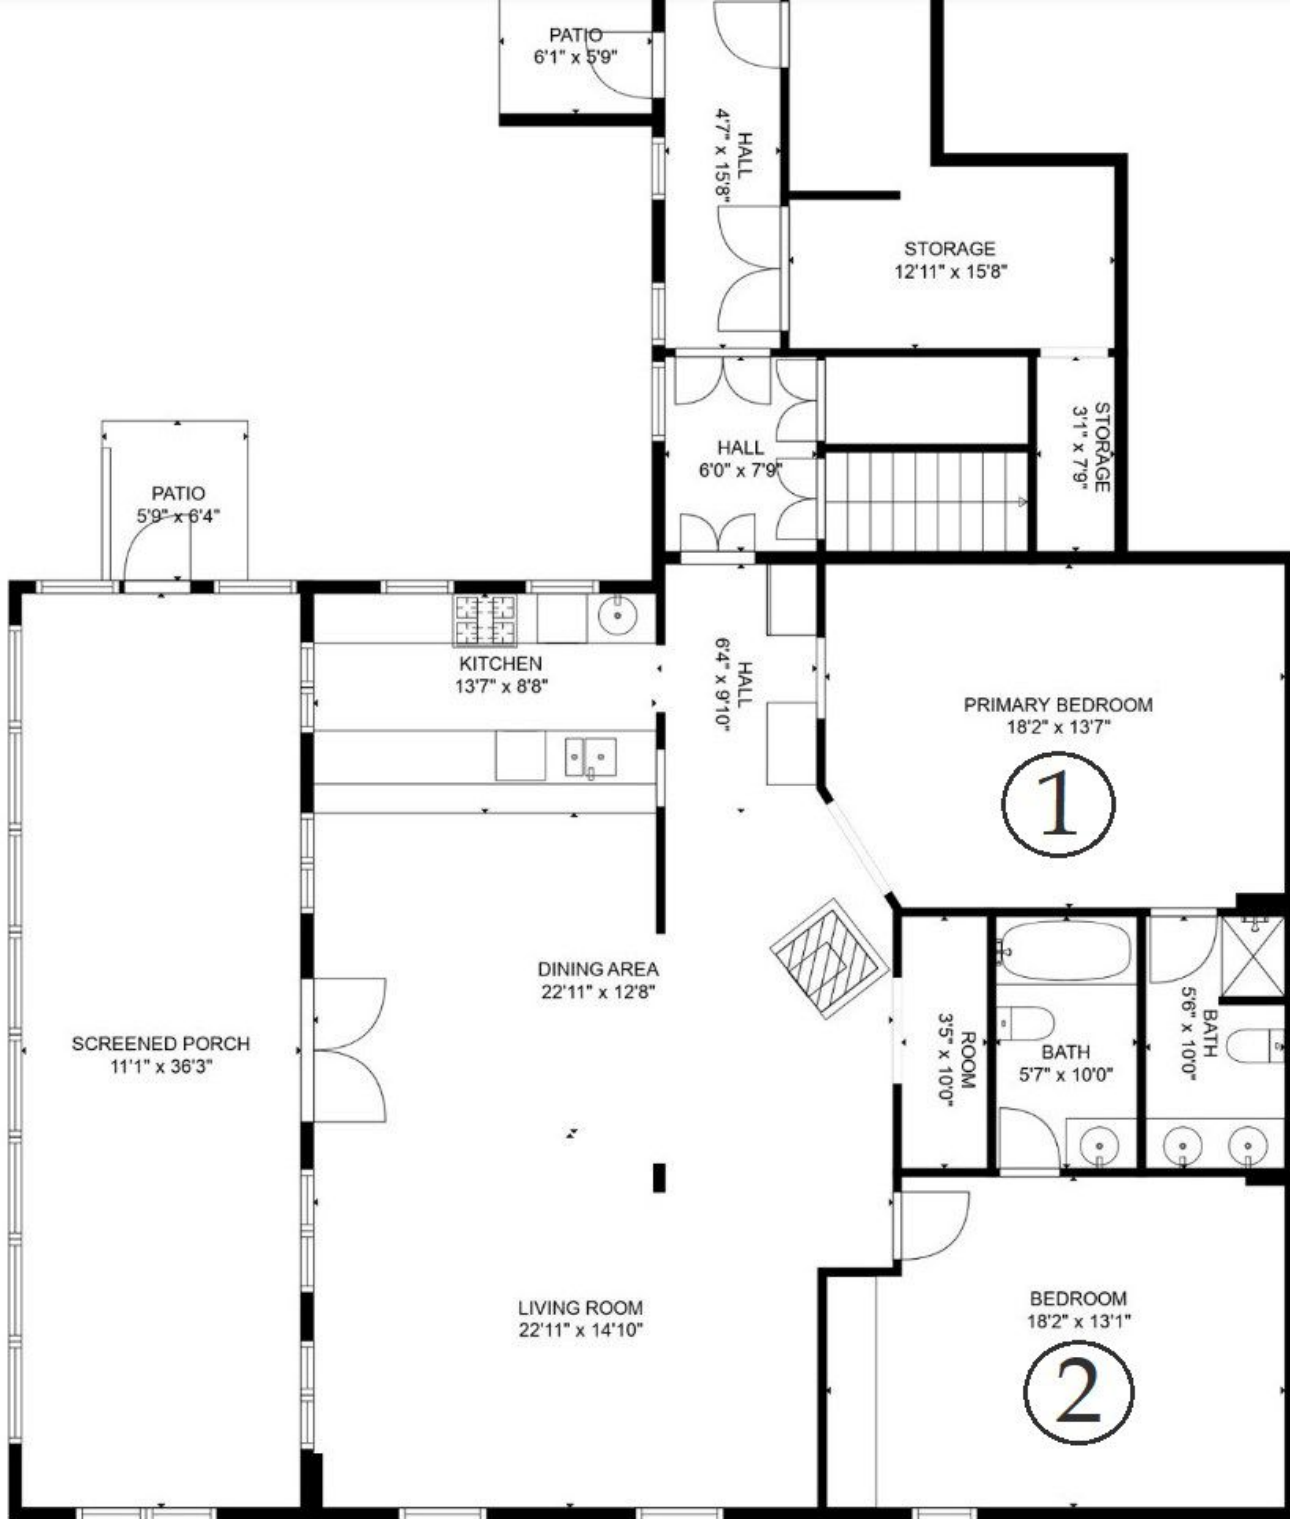 PATIO
6'1" x 5'9"
HALL
4'7" x 15'8"
STORAGE
12'11" x 15'8"
HALL
6'0" x 7'9"
STORAGE
3'1" x 7'9"
PATIO
5'9" x 6'4"
KITCHEN
13'7" x 8'8"
HALL
6'4" x 9'10"
PRIMARY BEDROOM
18'2" x 13'7"
1
DINING AREA
22'11" x 12'8"
SCREENED PORCH
11'1" x 36'3"
ROOM
3'5" x 10'0"
BATH
5'7" x 10'0"
BATH
5'6" x 10'0"
LIVING ROOM
22'11" x 14'10"
BEDROOM
18'2" x 13'1"
2